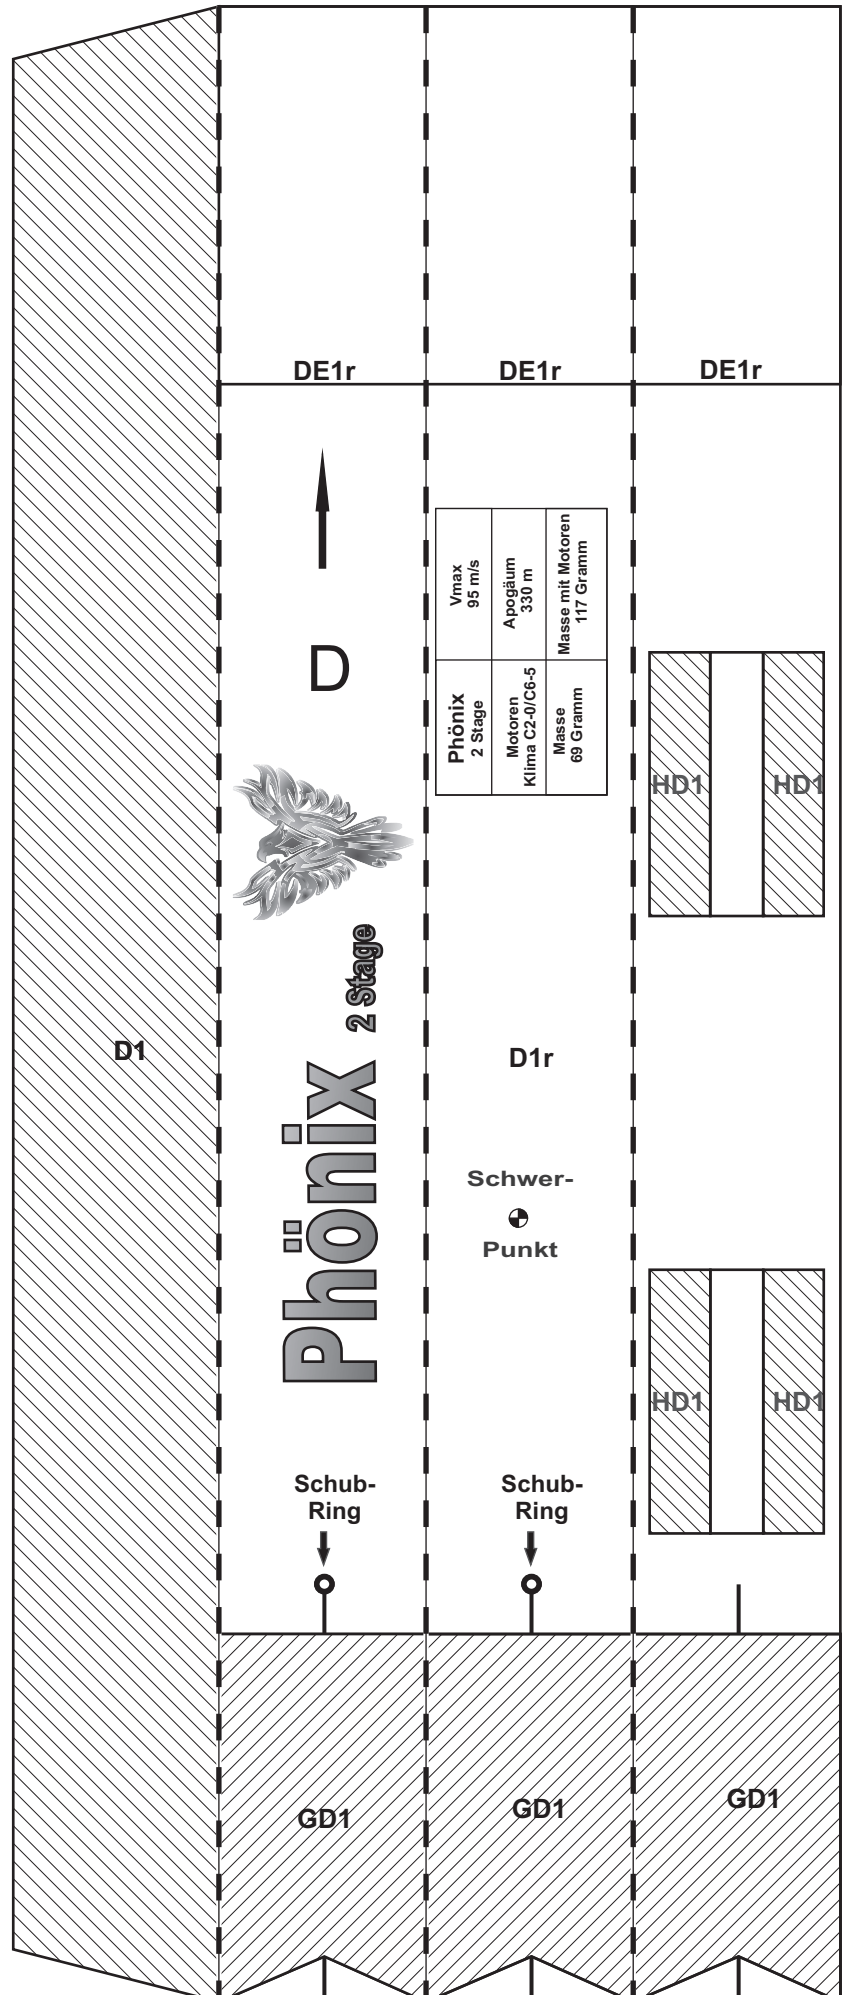 DE1r
DE1r
DE1r
D
Vmax
95 m/s
Apogäum
330 m
Masse mit Motoren
117 Gramm
Phönix
2 Stage
Motoren
Klima C2-0/C6-5
Masse
69 Gramm
HD1
HD1
Phönix 2 Stage
D1
D1r
Schwer-
Punkt
HD1
HD1
Schub-
Ring
Schub-
Ring
GD1
GD1
GD1